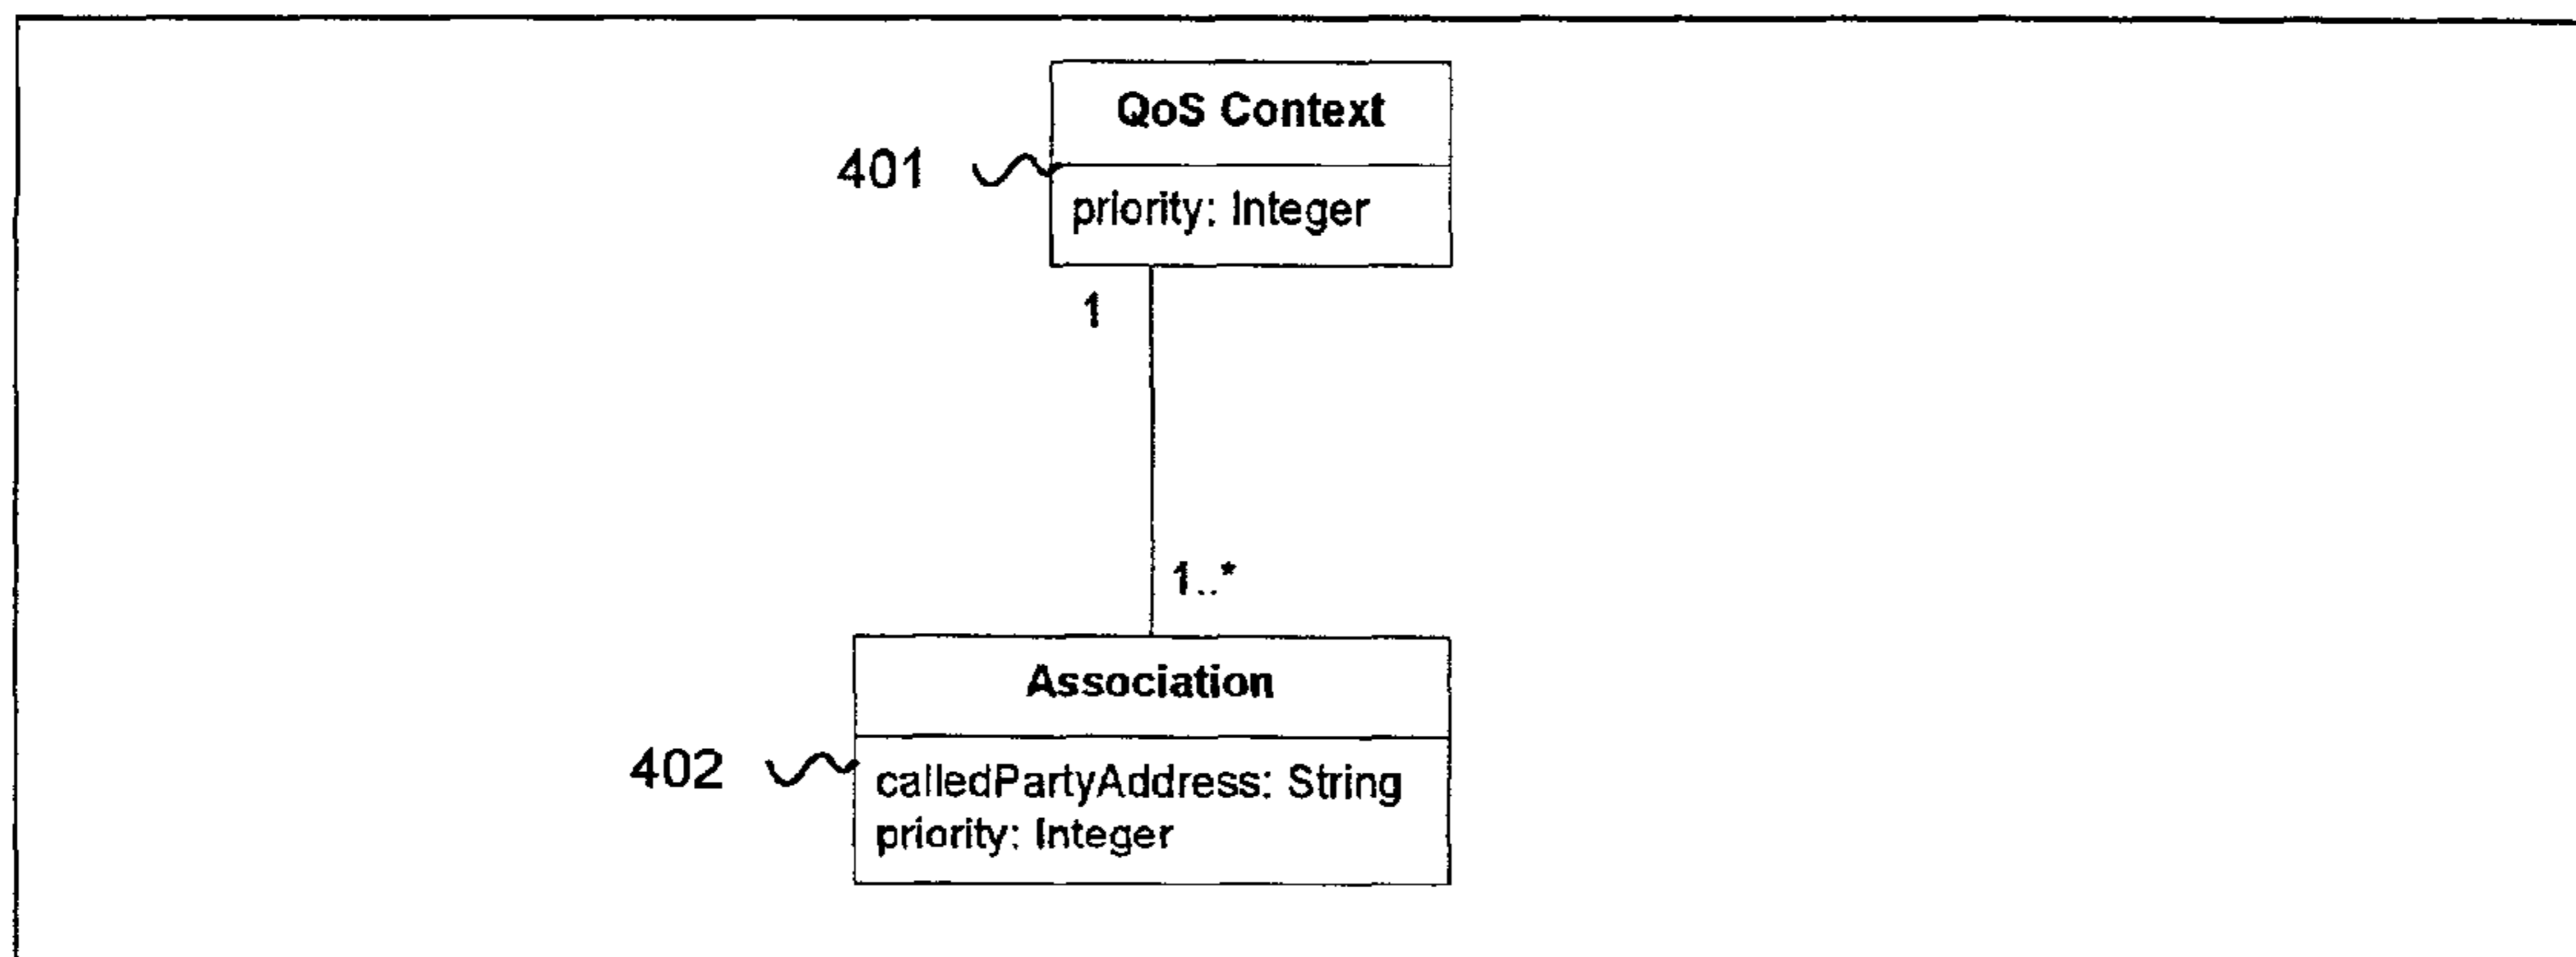 QoS Context
401
priority: Integer
1
1..*
Association
402
calledPartyAddress: String
priority: Integer